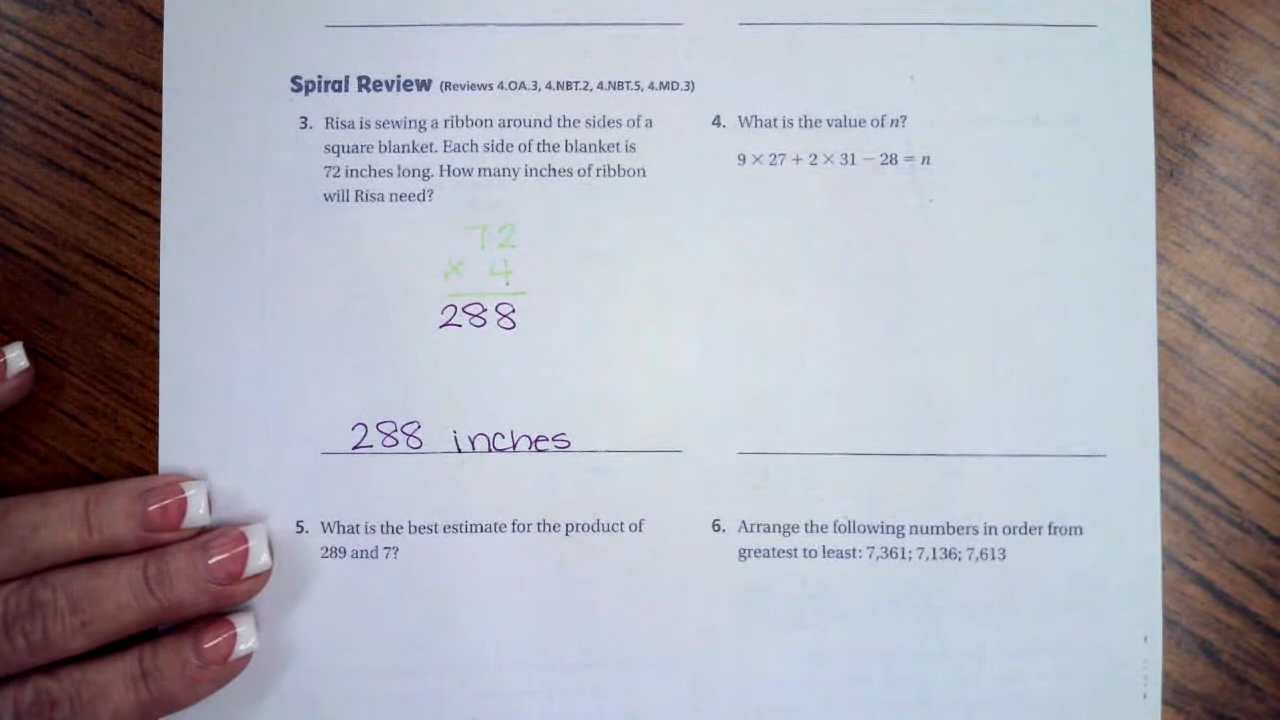 Spiral Review (Reviews 4.OA.3, 4.NBT.2, 4.NBT.5, 4.MD.3)
3. Risa is sewing a ribbon around the sides of a
square blanket. Each side of the blanket is
72 inches long. How many inches of ribbon
will Risa need?
72
× 4
288
288 inches
4. What is the value of n?
9 × 27 + 2 × 31 − 28 = n
5. What is the best estimate for the product of
289 and 7?
6. Arrange the following numbers in order from
greatest to least: 7,361; 7,136; 7,613